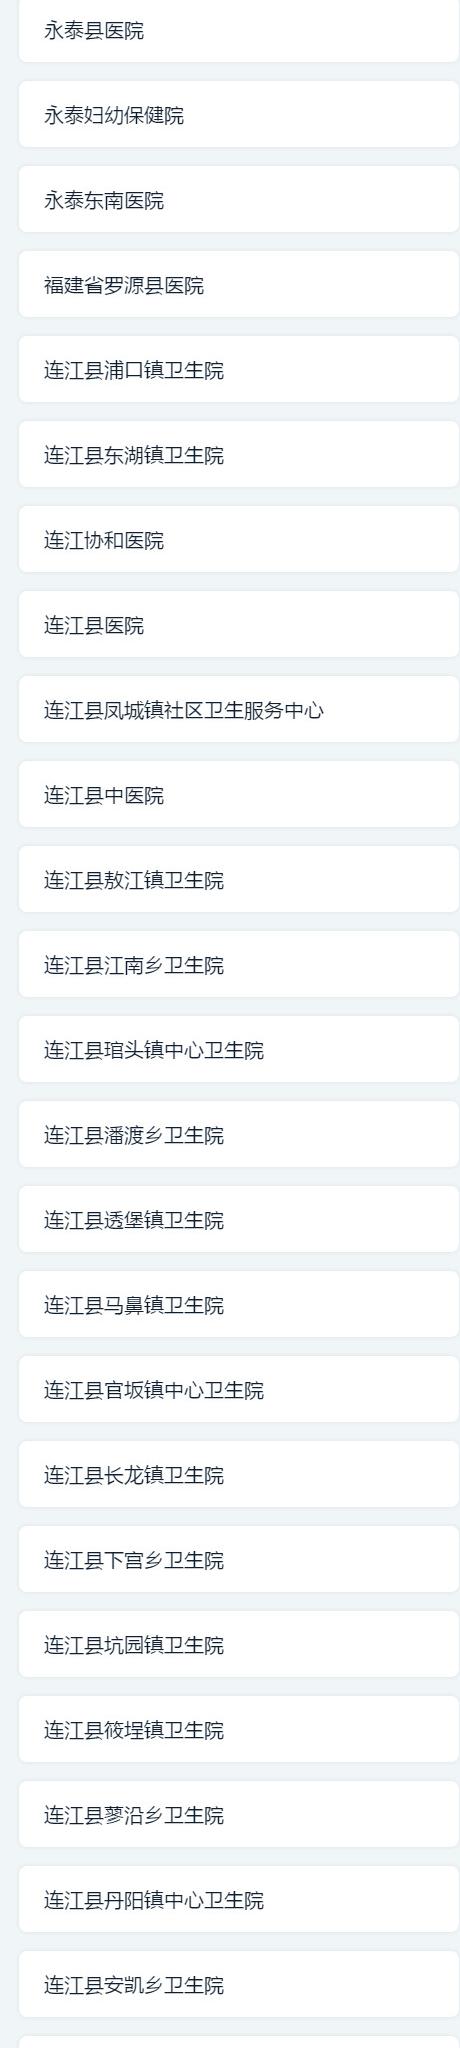 永泰县医院
永泰妇幼保健院
永泰东南医院
福建省罗源县医院
连江县浦口镇卫生院
连江县东湖镇卫生院
连江协和医院
连江县医院
连江县凤城镇社区卫生服务中心
连江县中医院
连江县敖江镇卫生院
连江县江南乡卫生院
连江县琯头镇中心卫生院
连江县潘渡乡卫生院
连江县透堡镇卫生院
连江县马鼻镇卫生院
连江县官坂镇中心卫生院
连江县长龙镇卫生院
连江县下宫乡卫生院
连江县坑园镇卫生院
连江县筱埕镇卫生院
连江县蓼沿乡卫生院
连江县丹阳镇中心卫生院
连江县安凯乡卫生院